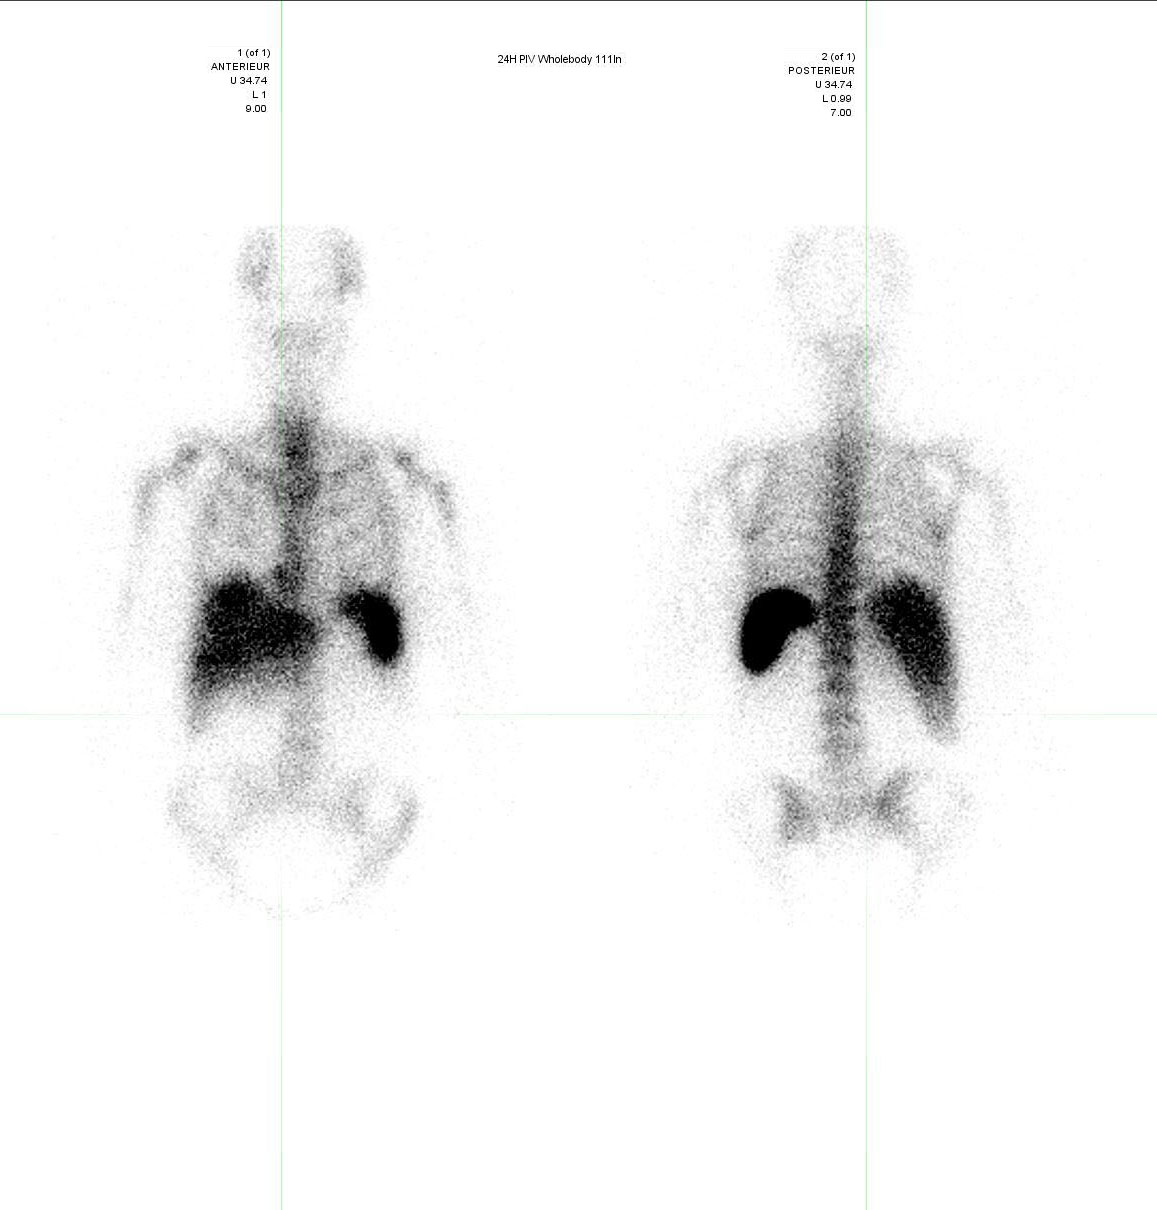 1 (of 1)
ANTERIEUR
U 34.74
L 1
9.00
24H PIV Wholebody 111In
2 (of 1)
POSTERIEUR
U 34.74
L 0.99
7.00